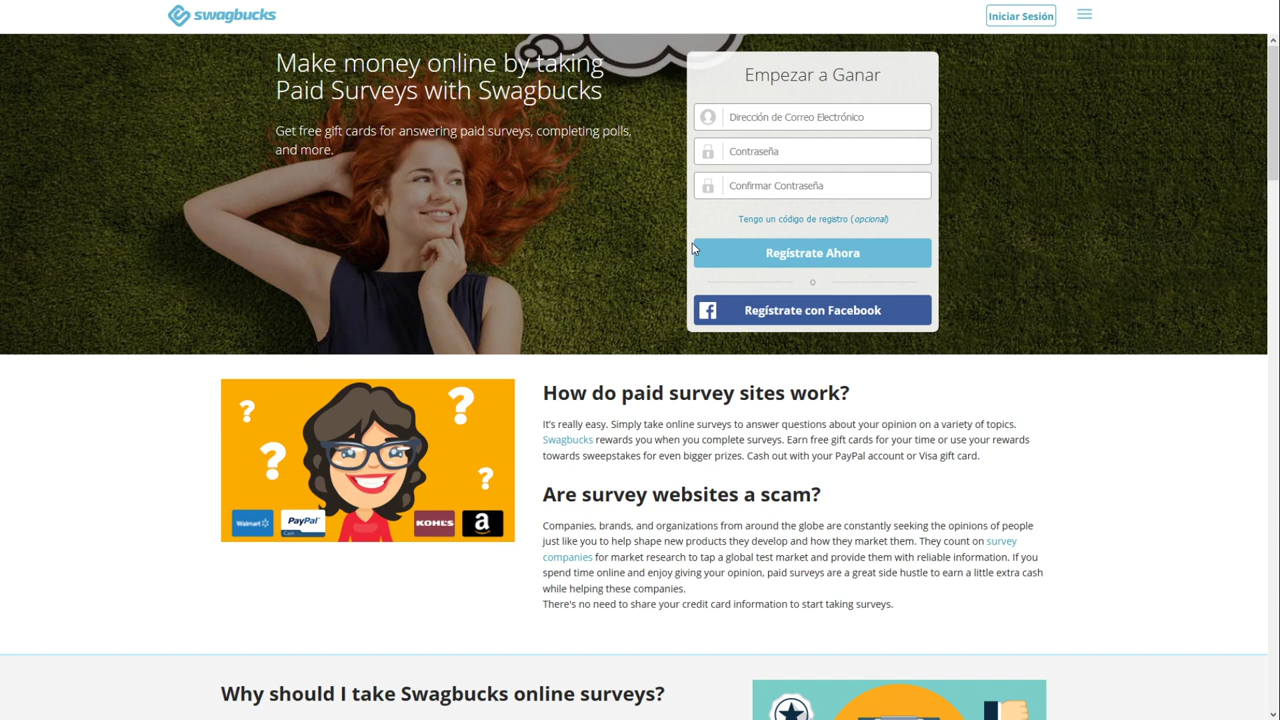 swagbucks
Iniciar Sesión
Make money online by taking
Paid Surveys with Swagbucks
Get free gift cards for answering paid surveys, completing polls,
and more.
Empezar a Ganar
Dirección de Correo Electrónico
Contraseña
Confirmar Contraseña
Tengo un código de registro (opcional)
Regístrate Ahora
o
Regístrate con Facebook
? ? ? ?
Walmart PayPal Cash KOHL'S a
How do paid survey sites work?
It's really easy. Simply take online surveys to answer questions about your opinion on a variety of topics.
Swagbucks rewards you when you complete surveys. Earn free gift cards for your time or use your rewards
towards sweepstakes for even bigger prizes. Cash out with your PayPal account or Visa gift card.
Are survey websites a scam?
Companies, brands, and organizations from around the globe are constantly seeking the opinions of people
just like you to help shape new products they develop and how they market them. They count on survey
companies for market research to tap a global test market and provide them with reliable information. If you
spend time online and enjoy giving your opinion, paid surveys are a great side hustle to earn a little extra cash
while helping these companies.
There's no need to share your credit card information to start taking surveys.
Why should I take Swagbucks online surveys?